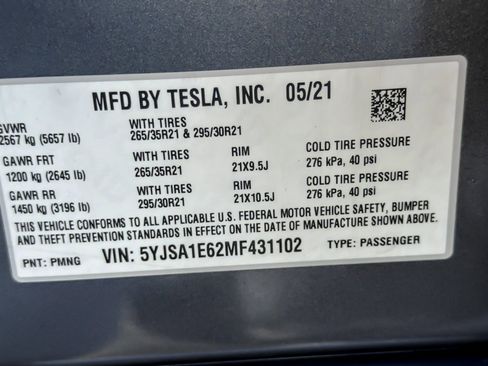 MFD BY TESLA, INC. 05/21
GVWR WITH TIRES
2567 kg (5657 lb) 265/35R21 & 295/30R21
GAWR FRT WITH TIRES RIM COLD TIRE PRESSURE
1200 kg (2645 lb) 265/35R21 21X9.5J 276 kPa, 40 psi
GAWR RR WITH TIRES RIM COLD TIRE PRESSURE
1450 kg (3196 lb) 295/30R21 21X10.5J 276 kPa, 40 psi
THIS VEHICLE CONFORMS TO ALL APPLICABLE U.S. FEDERAL MOTOR VEHICLE SAFETY, BUMPER
AND THEFT PREVENTION STANDARDS IN EFFECT ON THE DATE OF MANUFACTURE SHOWN ABOVE.
PNT: PMNG VIN: 5YJSA1E62MF431102 TYPE: PASSENGER